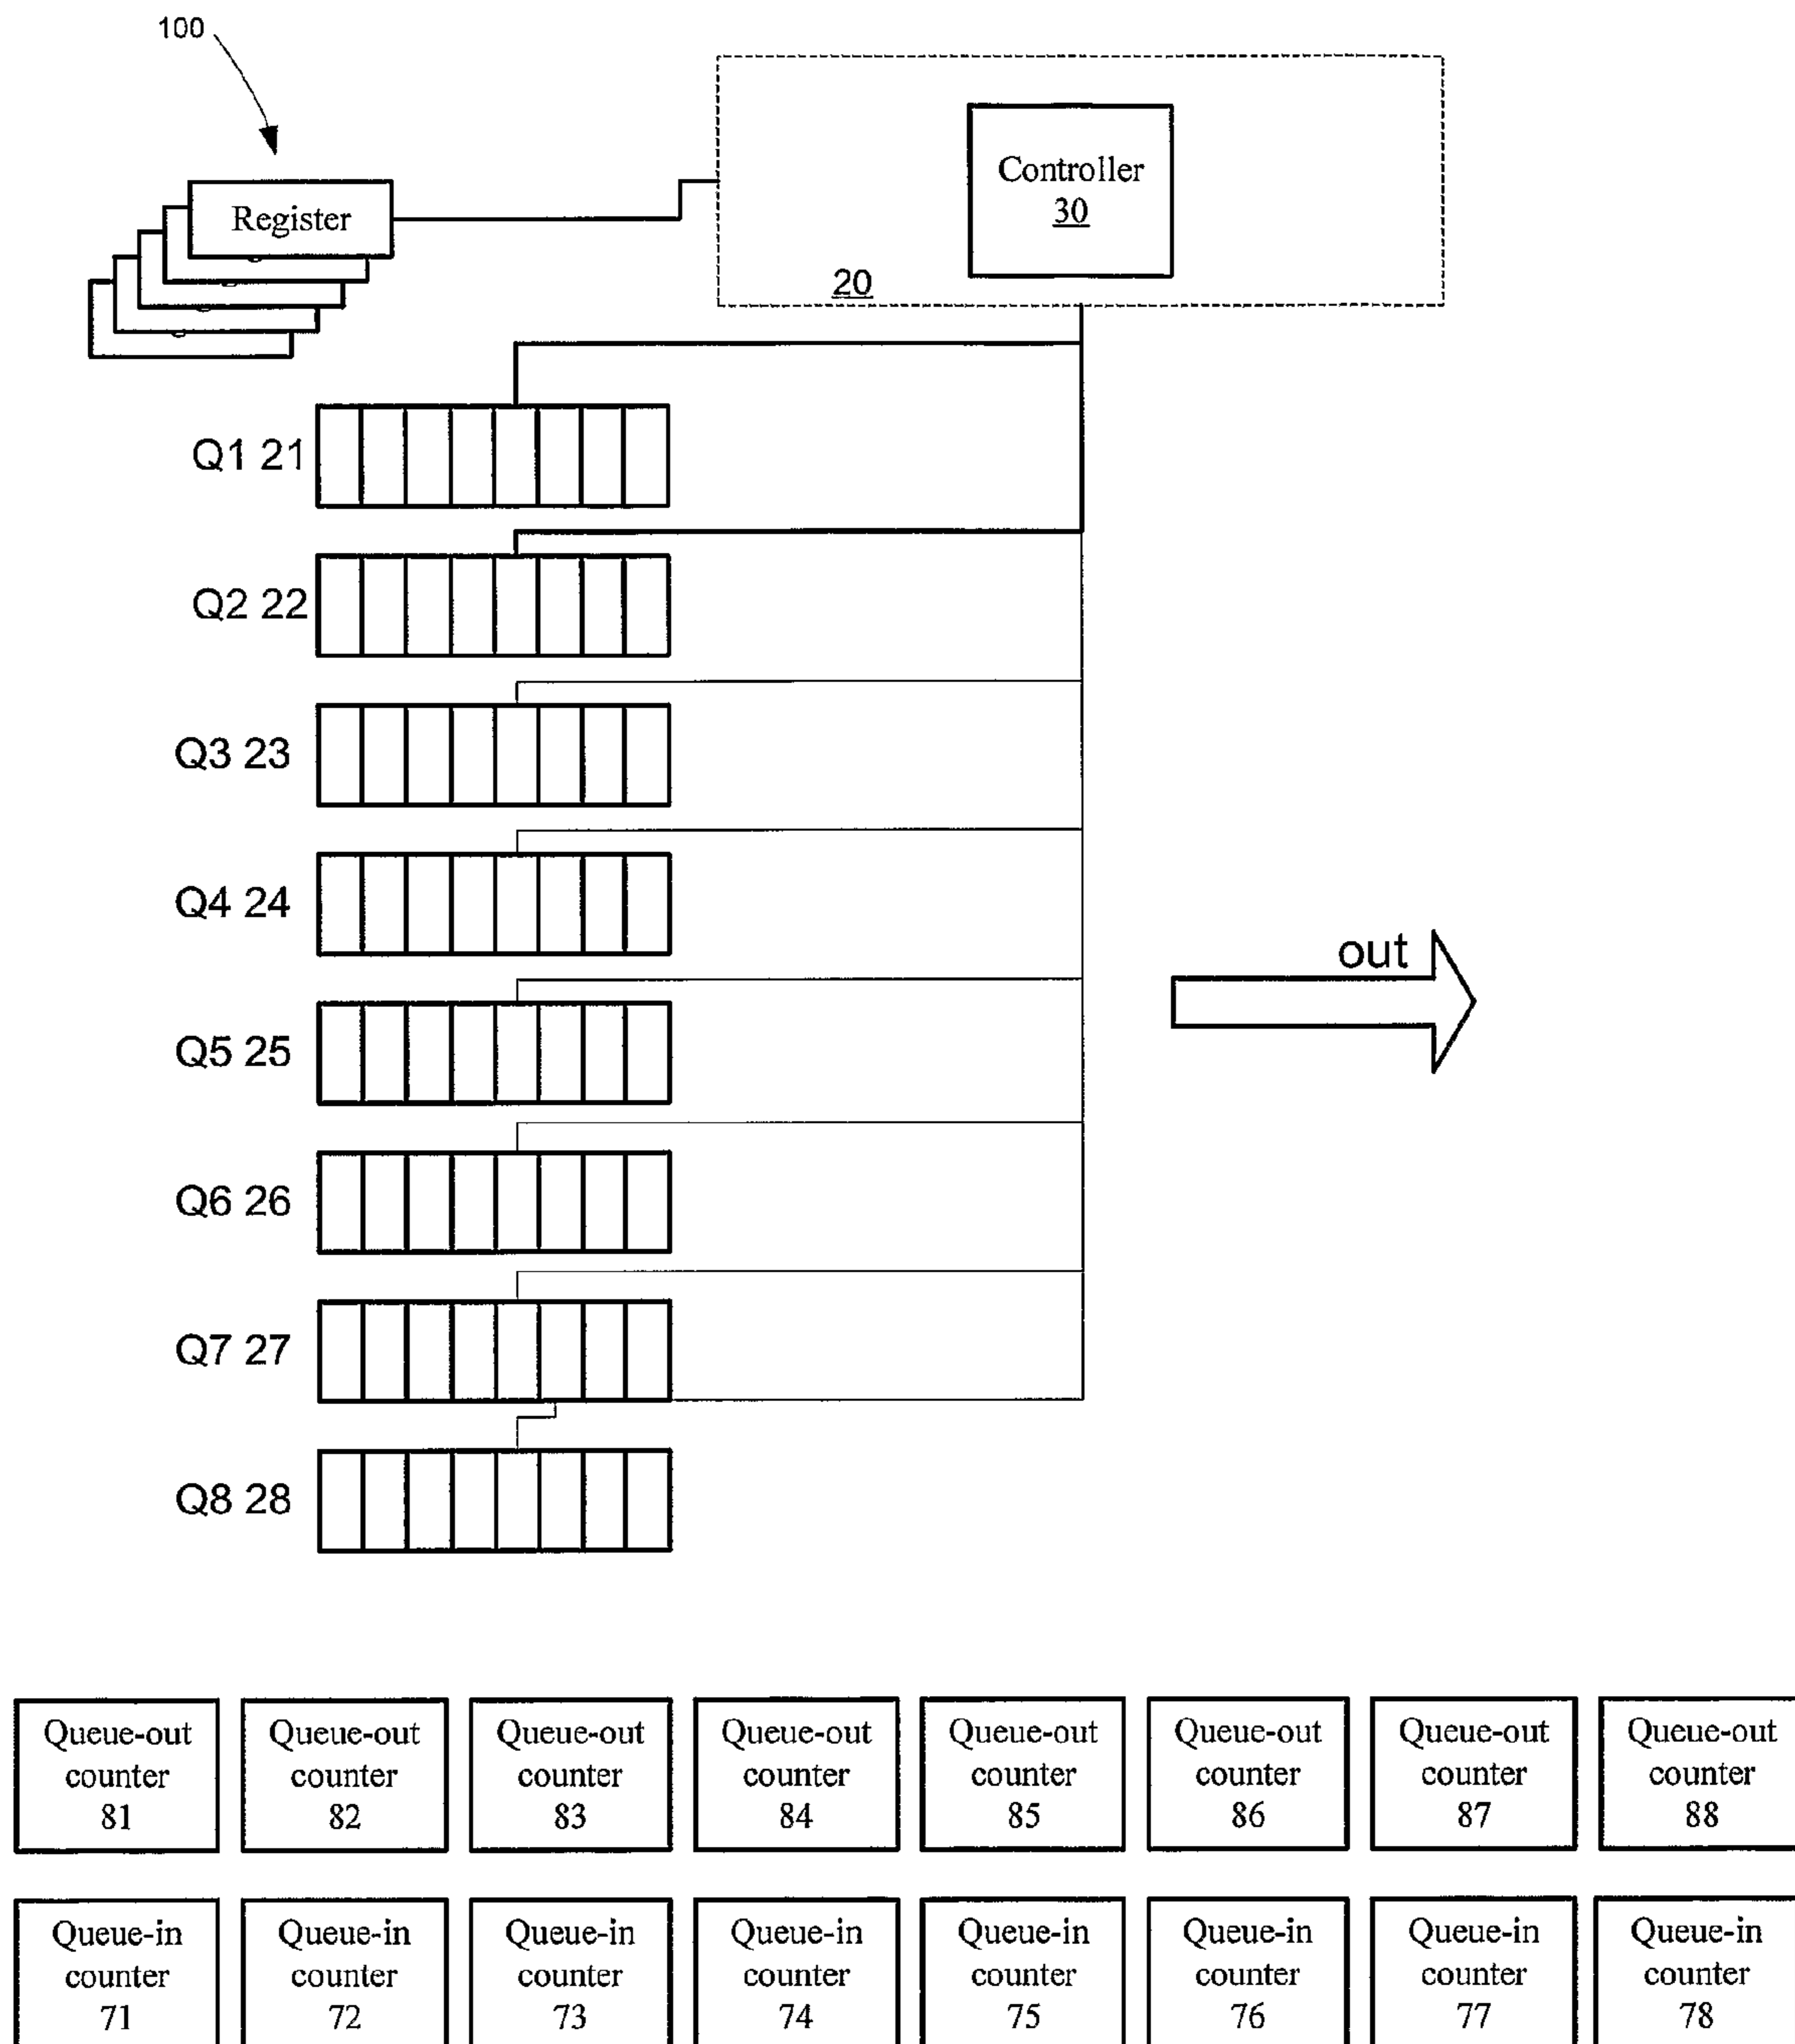 100
Register
Controller
30
20
Q1 21
Q2 22
Q3 23
Q4 24
out
Q5 25
Q6 26
Q7 27
Q8 28
Queue-out counter 81
Queue-out counter 82
Queue-out counter 83
Queue-out counter 84
Queue-out counter 85
Queue-out counter 86
Queue-out counter 87
Queue-out counter 88
Queue-in counter 71
Queue-in counter 72
Queue-in counter 73
Queue-in counter 74
Queue-in counter 75
Queue-in counter 76
Queue-in counter 77
Queue-in counter 78